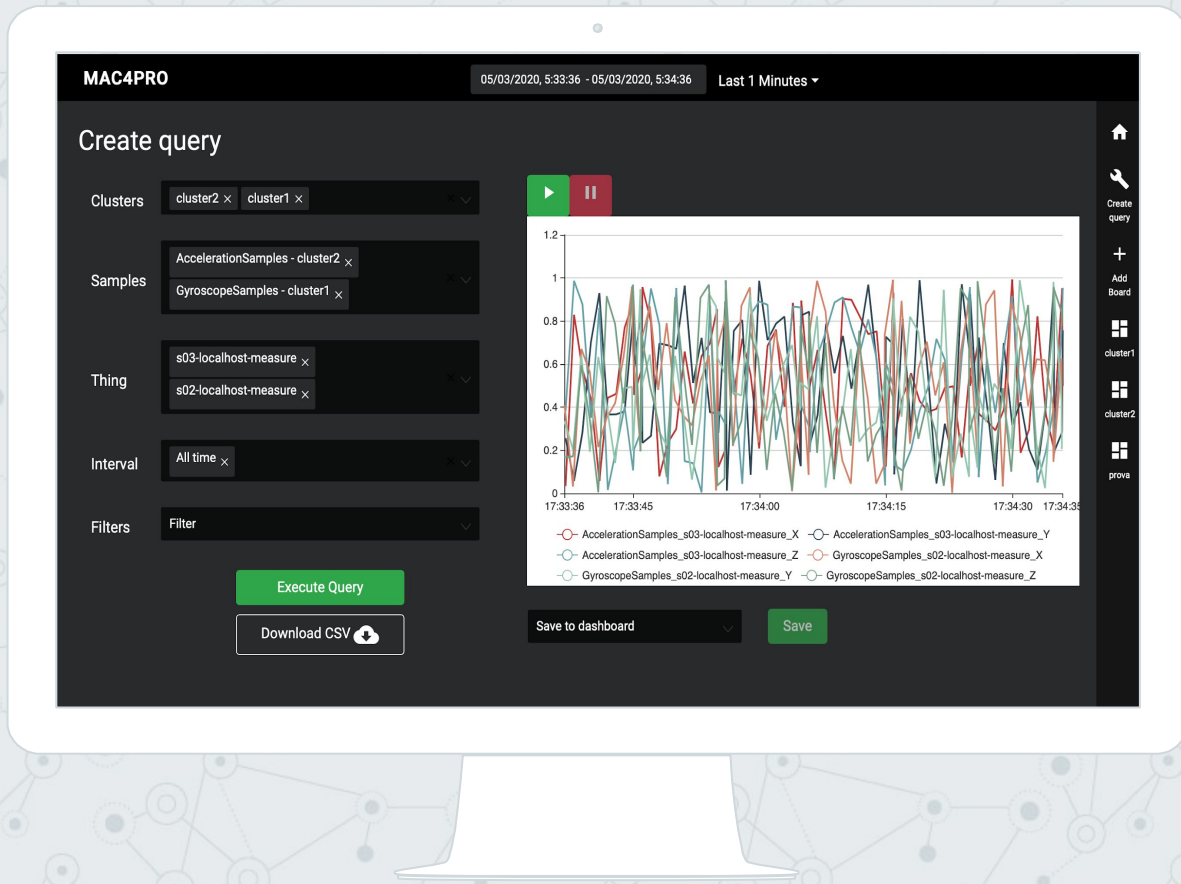 MAC4PRO
05/03/2020, 5:33:36 - 05/03/2020, 5:34:36
Last 1 Minutes
Create query
Clusters
cluster2 × cluster1 ×
Samples
AccelerationSamples - cluster2 ×
GyroscopeSamples - cluster1 ×
Thing
s03-localhost-measure ×
s02-localhost-measure ×
Interval
All time ×
Filters
Filter
Execute Query
Download CSV
1.2
1
0.8
0.6
0.4
0.2
0
17:33:36 17:33:45 17:34:00 17:34:15 17:34:30 17:34:35
AccelerationSamples_s03-localhost-measure_X AccelerationSamples_s03-localhost-measure_Y
AccelerationSamples_s03-localhost-measure_Z GyroscopeSamples_s02-localhost-measure_X
GyroscopeSamples_s02-localhost-measure_Y GyroscopeSamples_s02-localhost-measure_Z
Save to dashboard
Save
Create
query
Add
Board
cluster1
cluster2
prova